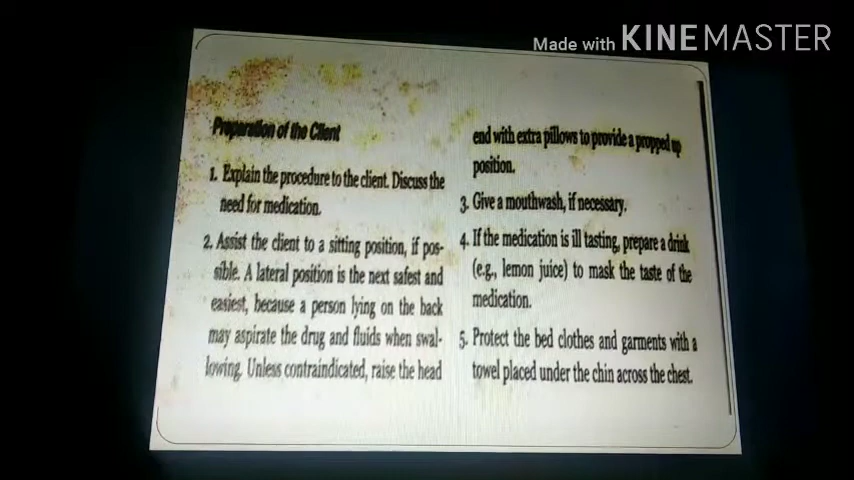 Made with KINEMASTER
Preparation of the Client
1. Explain the procedure to the client. Discuss the
need for medication.
2. Assist the client to a sitting position, if pos-
sible. A lateral position is the next safest and
easiest, because a person lying on the back
may aspirate the drug and fluids when swal-
lowing. Unless contraindicated, raise the head
end with extra pillows to provide a propped up
position.
3. Give a mouthwash, if necessary.
4. If the medication is ill tasting, prepare a drink
(e.g., lemon juice) to mask the taste of the
medication.
5. Protect the bed clothes and garments with a
towel placed under the chin across the chest.